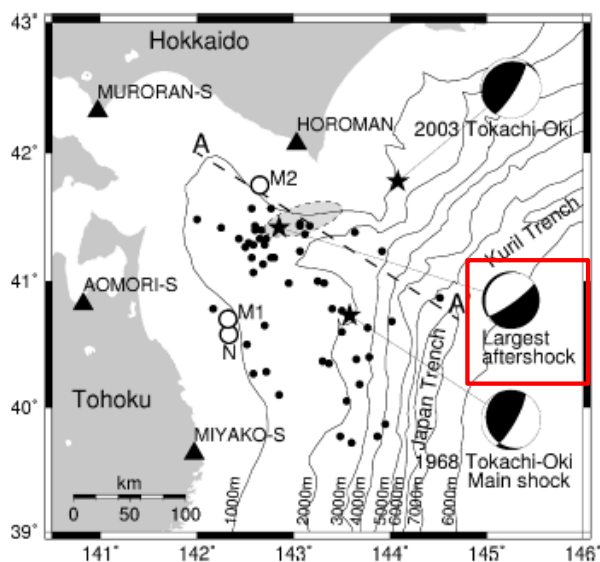 43°
42°
41°
40°
39°
141°
142°
143°
144°
145°
146°
Hokkaido
MURORAN-S
HOROMAN
2003 Tokachi-Oki
A
M2
Kuril Trench
AOMORI-S
M1
N
A
Largest
aftershock
Tohoku
Japan Trench
MIYAKO-S
1968 Tokachi-Oki
Main shock
km
0
50
100
1000m
2000m
3000m
4000m
5000m
6000m
7000m
6000m